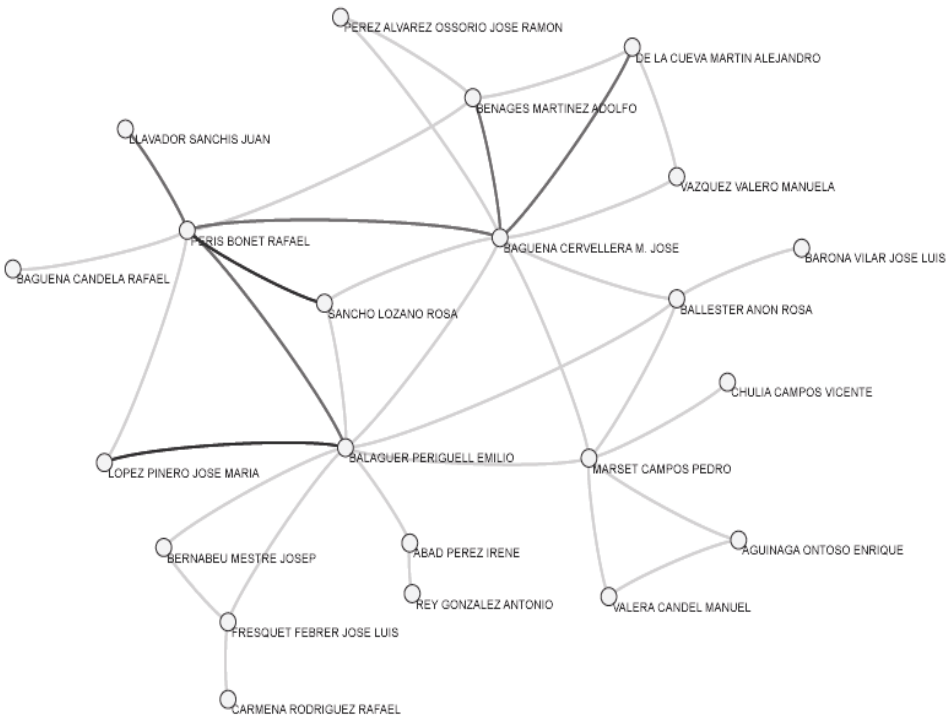 PEREZ ALVAREZ OSSORIO JOSE RAMON
DE LA CUEVA MARTIN ALEJANDRO
BENAGES MARTINEZ ADOLFO
LLAVADOR SANCHIS JUAN
VAZQUEZ VALERO MANUELA
PERIS BONET RAFAEL
BAGUENA CERVELLERA M. JOSE
BARONA VILAR JOSE LUIS
BAGUENA CANDELA RAFAEL
SANCHO LOZANO ROSA
BALLESTER ANON ROSA
CHULIA CAMPOS VICENTE
BALAGUER PERIGUELL EMILIO
MARSET CAMPOS PEDRO
LOPEZ PINERO JOSE MARIA
BERNABEU MESTRE JOSEP
ABAD PEREZ IRENE
AGUINAGA ONTOSO ENRIQUE
REY GONZALEZ ANTONIO
VALERA CANDEL MANUEL
FRESQUET FEBRER JOSE LUIS
CARMENA RODRIGUEZ RAFAEL